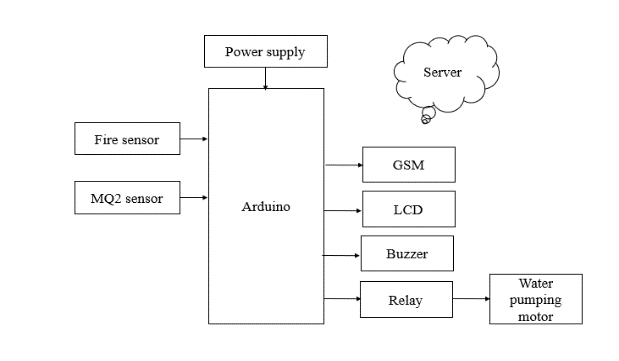 Power supply
Server
Fire sensor
GSM
MQ2 sensor
Arduino
LCD
Buzzer
Relay
Water
pumping
motor